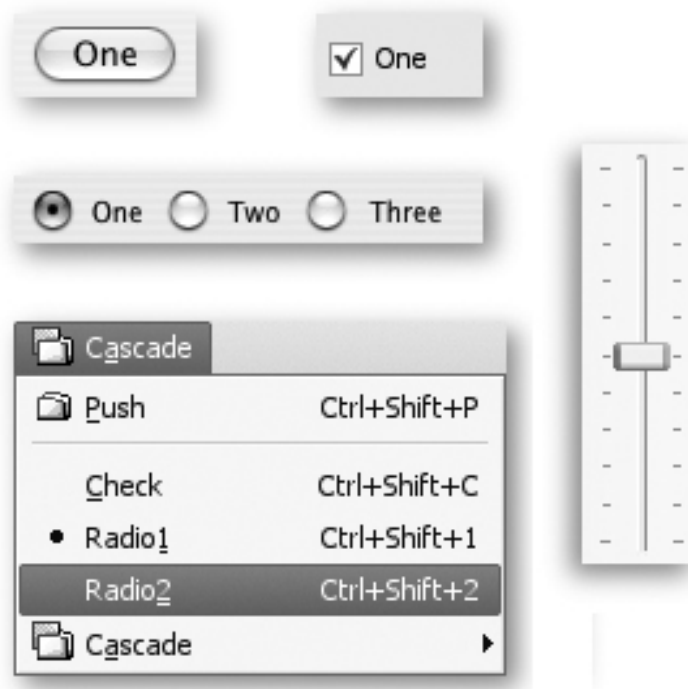 One
One
One Two Three
Cascade
Push Ctrl+Shift+P
Check Ctrl+Shift+C
Radio1 Ctrl+Shift+1
Radio2 Ctrl+Shift+2
Cascade